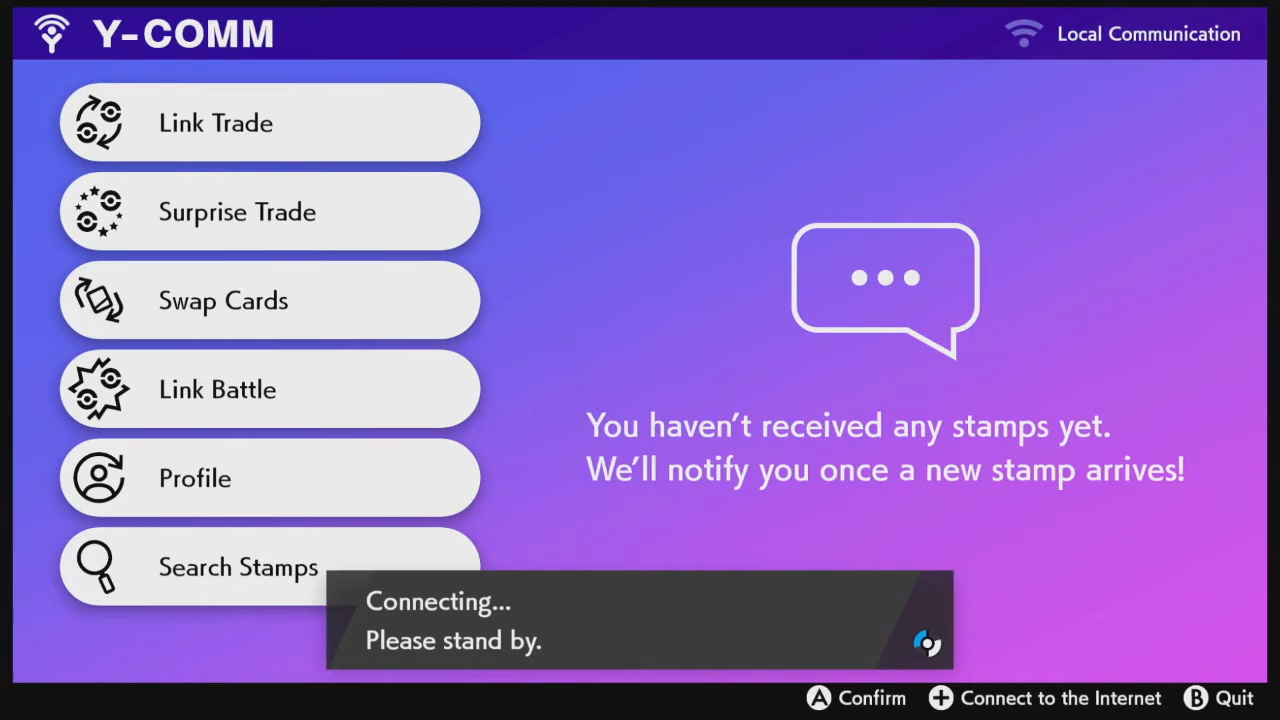 Y-COMM
Local Communication
Link Trade
Surprise Trade
Swap Cards
Link Battle
Profile
Search Stamps
You haven't received any stamps yet.
We'll notify you once a new stamp arrives!
Connecting...
Please stand by.
A Confirm
+ Connect to the Internet
B Quit